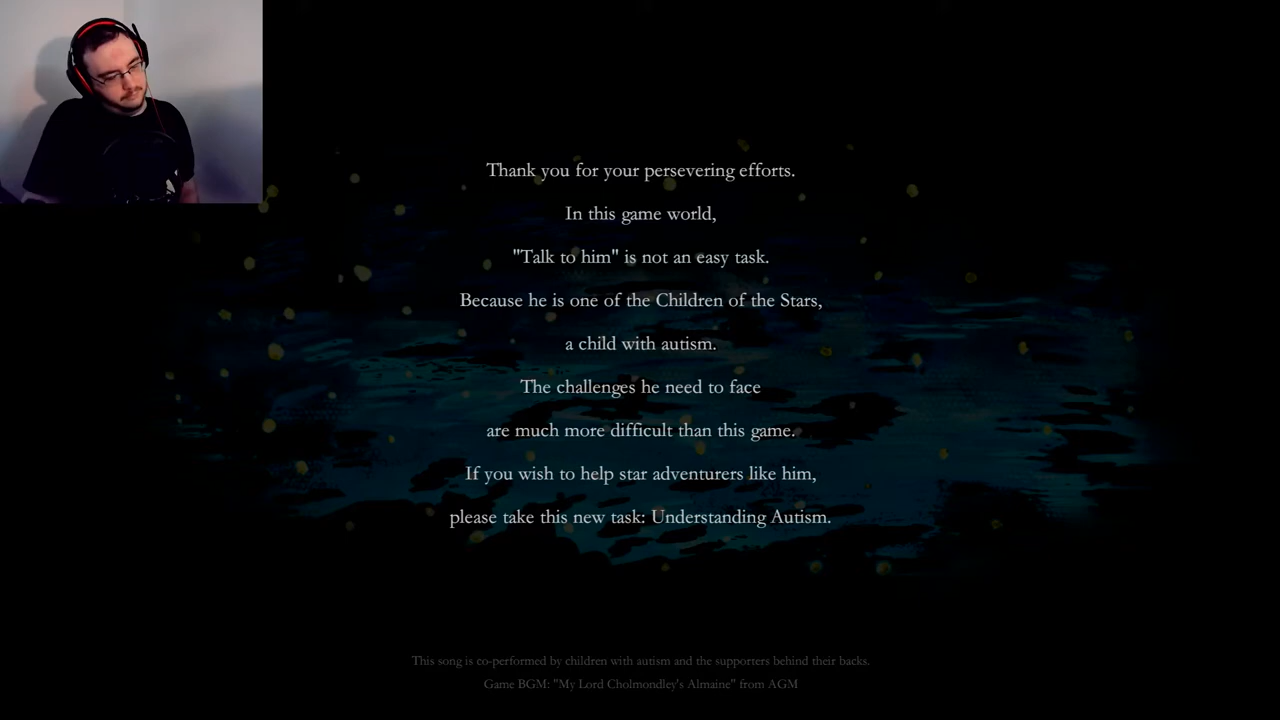 Thank you for your persevering efforts.
In this game world,
"Talk to him" is not an easy task.
Because he is one of the Children of the Stars,
a child with autism.
The challenges he need to face
are much more difficult than this game.
If you wish to help star adventurers like him,
please take this new task: Understanding Autism.
This song is co-performed by children with autism and the supporters behind their backs.
Game BGM: "My Lord Cholmondley's Almaine" from AGM